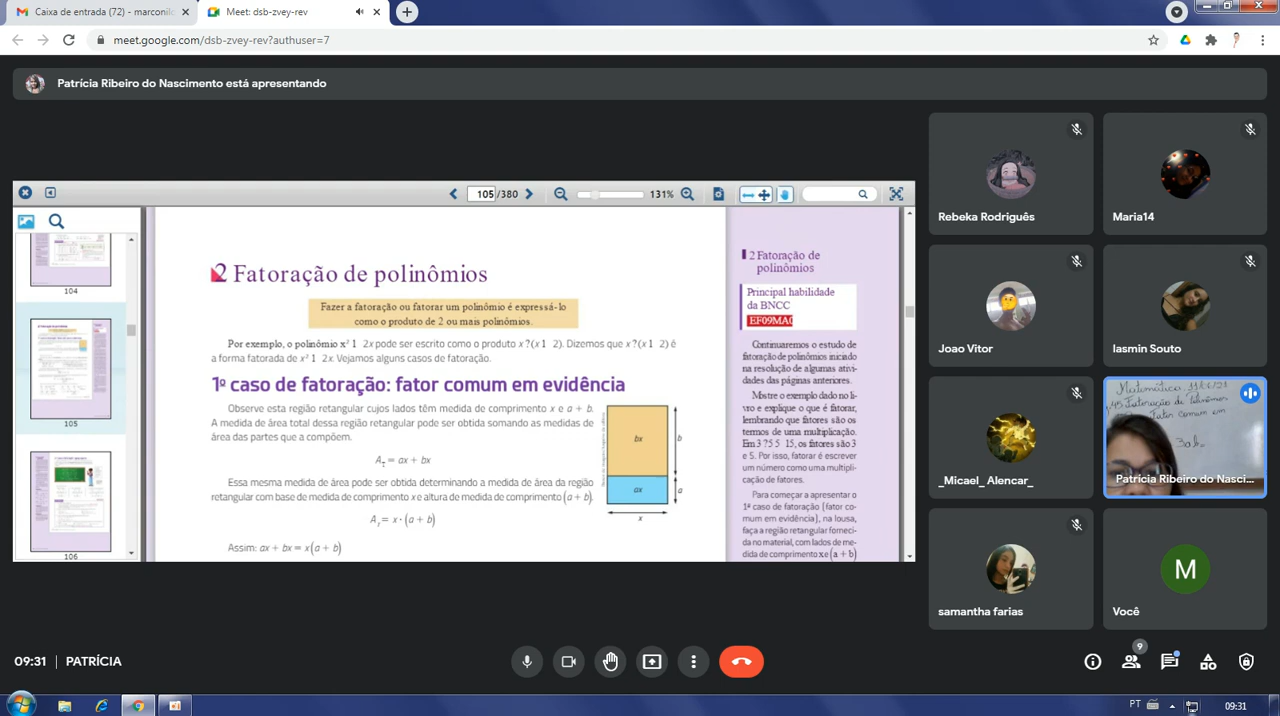 Caixa de entrada (72) - marconilo
Meet: dsb-zvey-rev
meet.google.com/dsb-zvey-rev?authuser=7
Patrícia Ribeiro do Nascimento está apresentando
105/380
131%
104
105
106
2 Fatoração de polinômios
Fazer a fatoração ou fatorar um polinômio é expressá-lo
como o produto de 2 ou mais polinômios.
Por exemplo, o polinômio x² 1 2x pode ser escrito como o produto x ?(x 1 2). Dizemos que x ?(x 1 2) é
a forma fatorada de x² 1 2x. Vejamos alguns casos de fatoração.
1º caso de fatoração: fator comum em evidência
Observe esta região retangular cujos lados têm medida de comprimento x e a + b.
A medida de área total dessa região retangular pode ser obtida somando as medidas de
área das partes que a compõem.
A_T = ax + bx
Essa mesma medida de área pode ser obtida determinando a medida de área da região
retangular com base de medida de comprimento x e altura de medida de comprimento (a + b).
A_T = x · (a + b)
Assim: ax + bx = x(a + b)
bx
b
ax
a
x
2 Fatoração de
polinômios
Principal habilidade
da BNCC
EF09MA0
Continuaremos o estudo de
fatoração de polinômios iniciado
na resolução de algumas ativi-
dades das páginas anteriores.
Mostre o exemplo dado no li-
vro e explique o que é fatorar,
lembrando que fatores são os
termos de uma multiplicação.
Em 3 ?5 5 15, os fatores são 3
e 5. Por isso, fatorar é escrever
um número como uma multipli-
cação de fatores.
Para começar a apresentar o
1º caso de fatoração (fator co-
mum em evidência), na lousa,
faça a região retangular forneci-
da no material, com lados de me-
dida de comprimento x e (a + b)
Rebeka Rodriguês
Maria14
Joao Vitor
Iasmin Souto
_Micael_ Alencar_
Matemática
Fatoração de Polinômios
Fator comum em
Patrícia Ribeiro do Nasci...
samantha farias
M
Você
09:31 | PATRÍCIA
9
PT
09:31